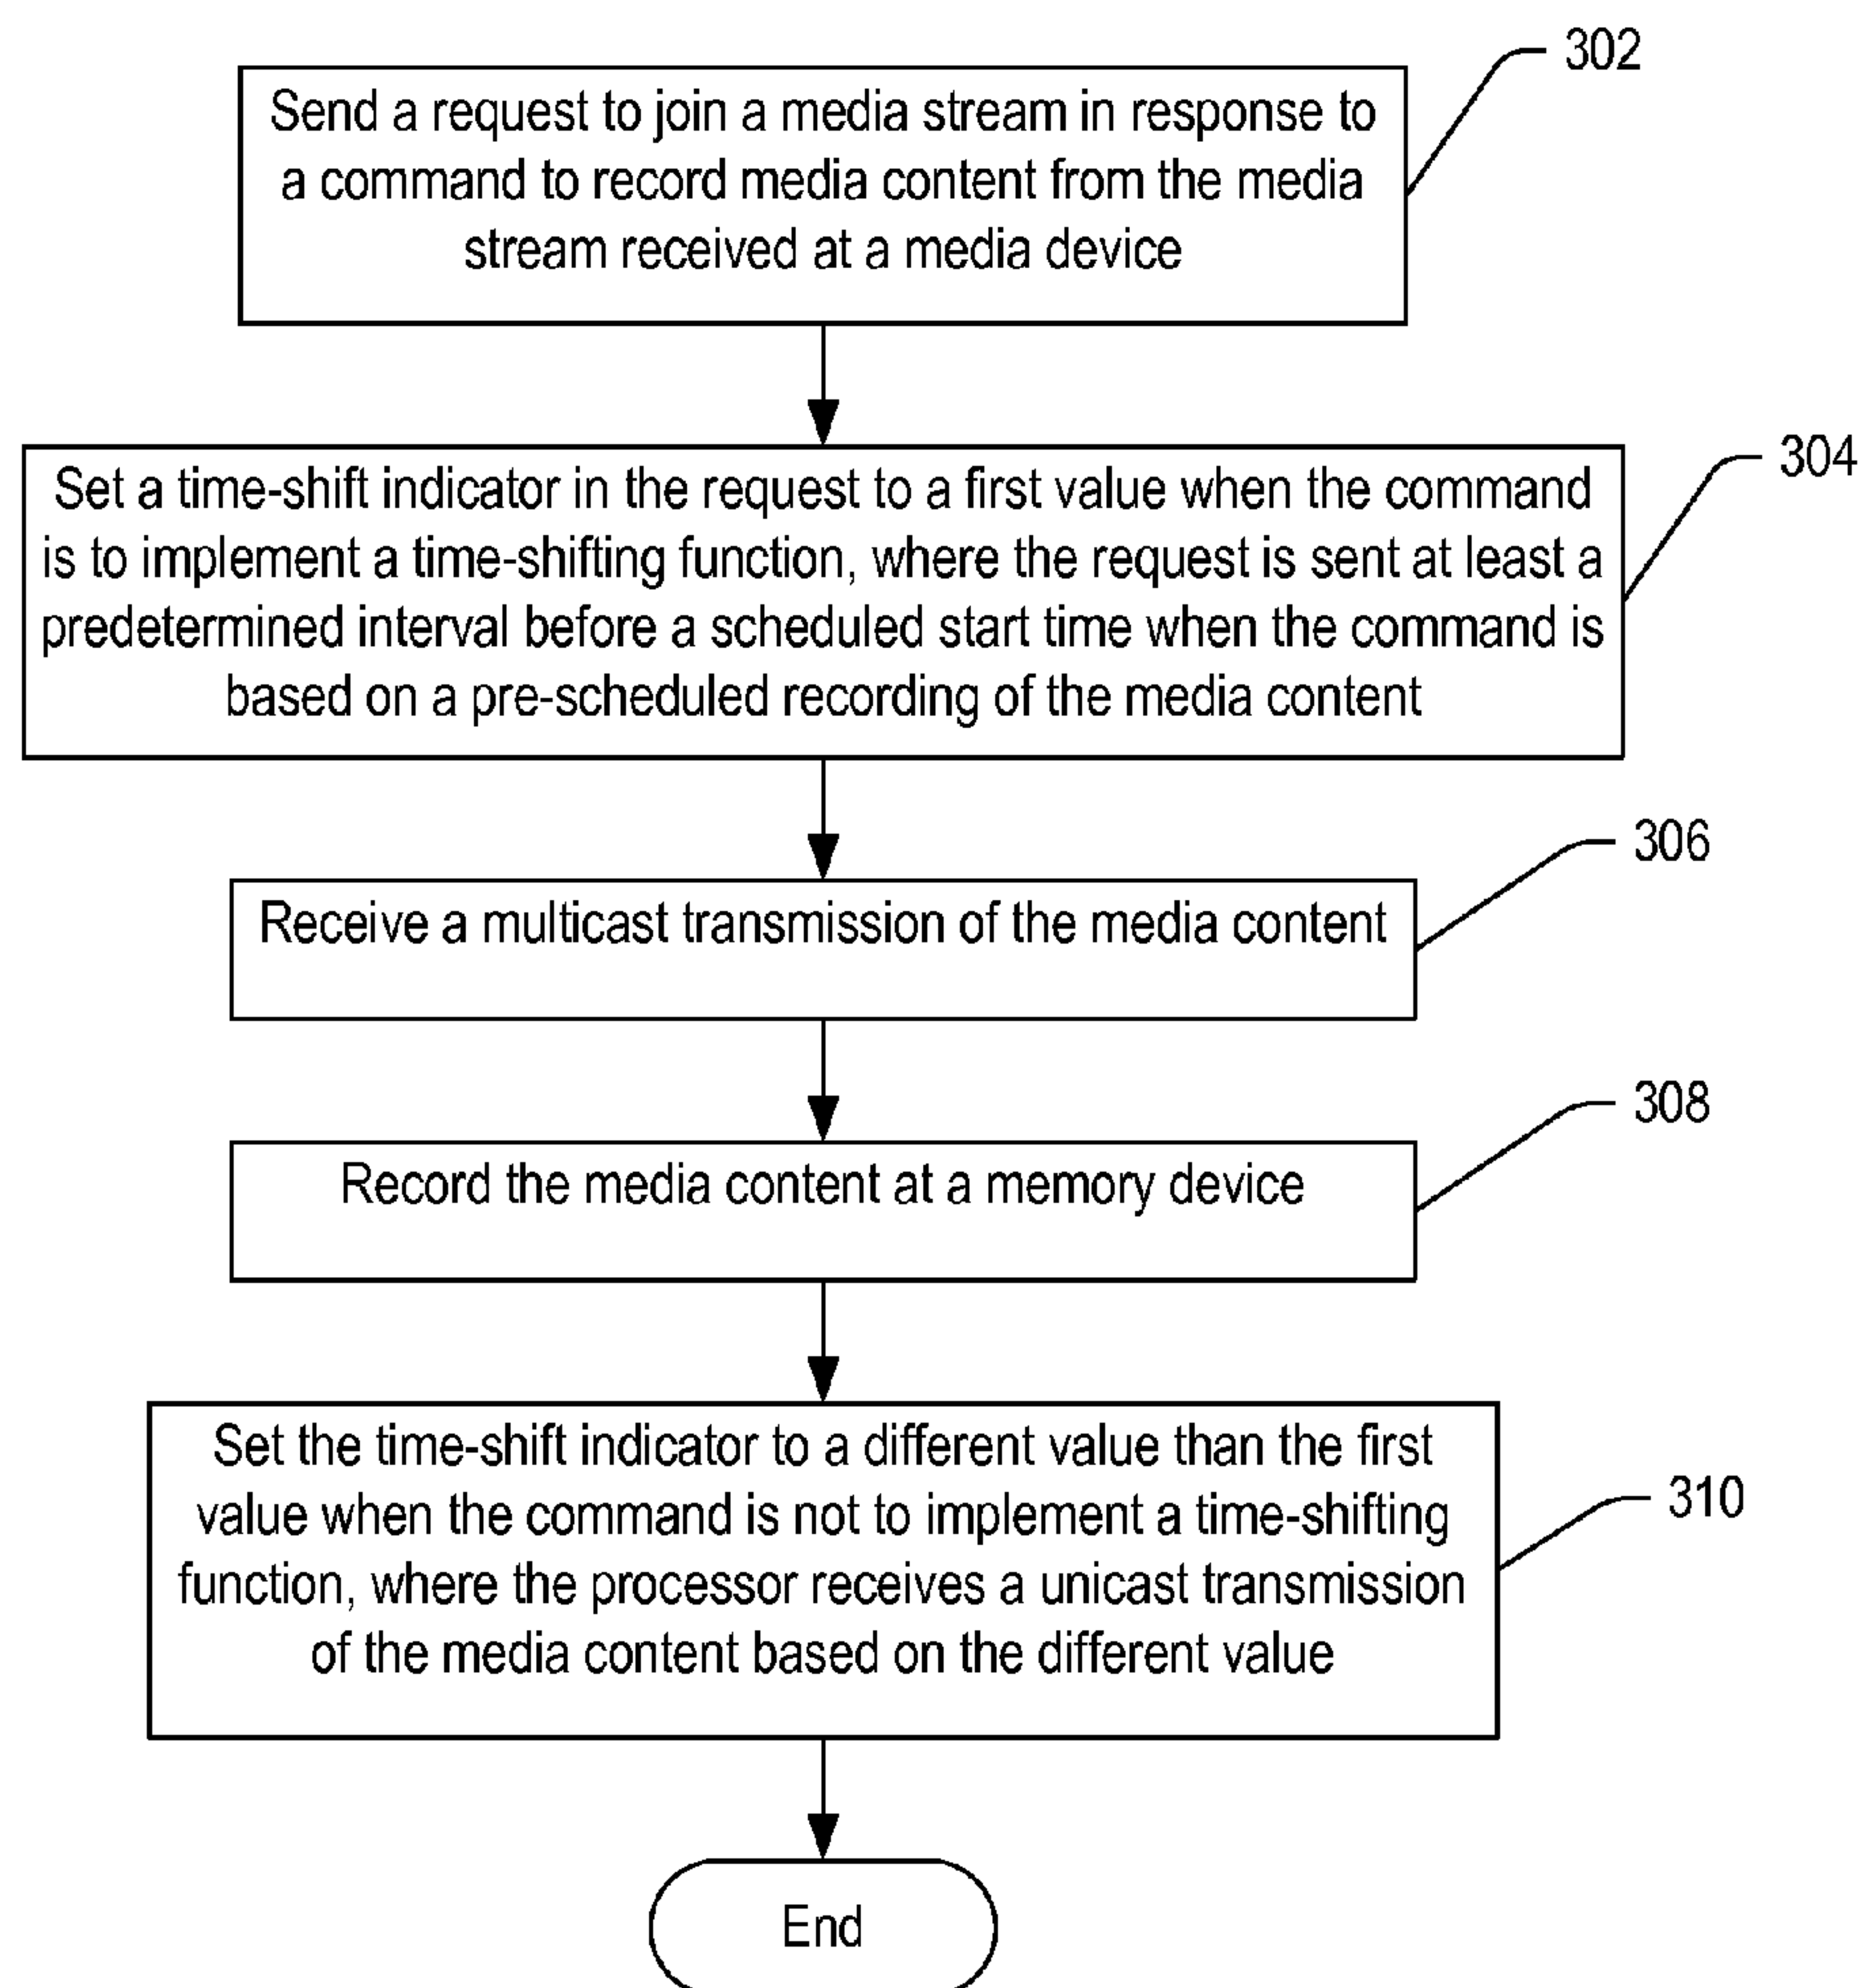 302
Send a request to join a media stream in response to
a command to record media content from the media
stream received at a media device
304
Set a time-shift indicator in the request to a first value when the command
is to implement a time-shifting function, where the request is sent at least a
predetermined interval before a scheduled start time when the command is
based on a pre-scheduled recording of the media content
306
Receive a multicast transmission of the media content
308
Record the media content at a memory device
310
Set the time-shift indicator to a different value than the first
value when the command is not to implement a time-shifting
function, where the processor receives a unicast transmission
of the media content based on the different value
End